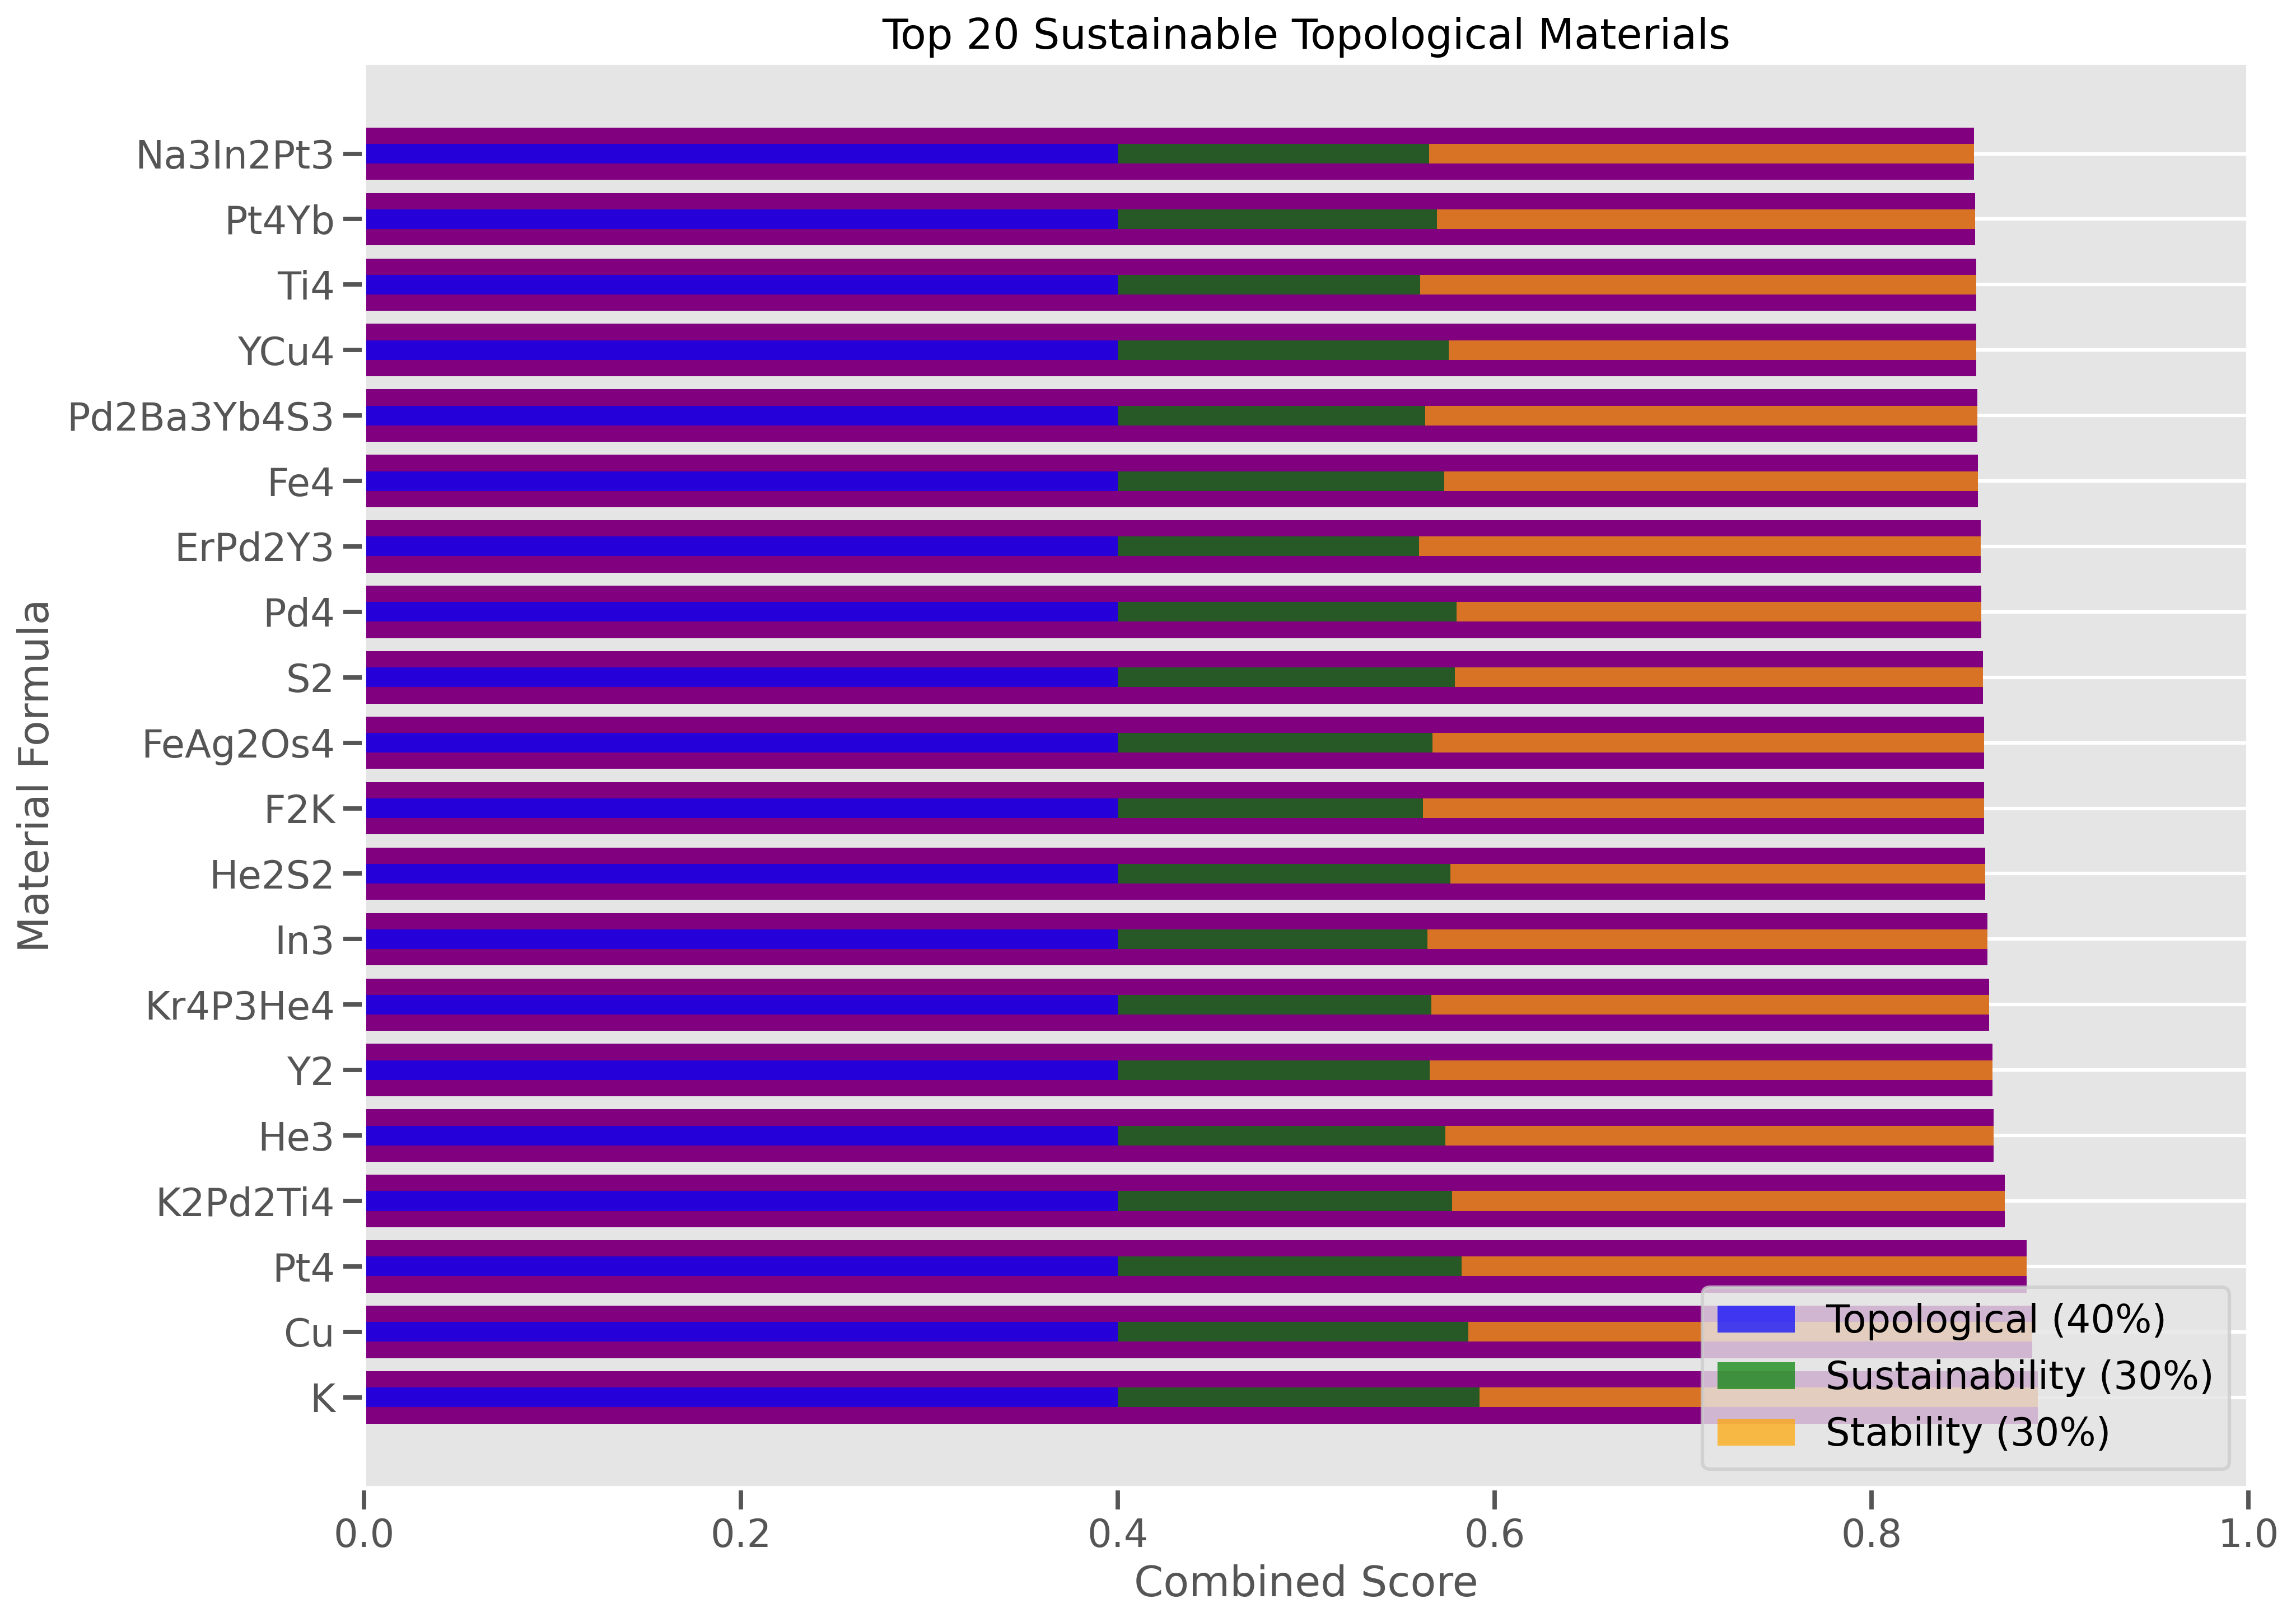 Top 20 Sustainable Topological Materials
Material Formula
Na3In2Pt3
Pt4Yb
Ti4
YCu4
Pd2Ba3Yb4S3
Fe4
ErPd2Y3
Pd4
S2
FeAg2Os4
F2K
He2S2
In3
Kr4P3He4
Y2
He3
K2Pd2Ti4
Pt4
Cu
K
Topological (40%)
Sustainability (30%)
Stability (30%)
0.0 0.2 0.4 0.6 0.8 1.0
Combined Score